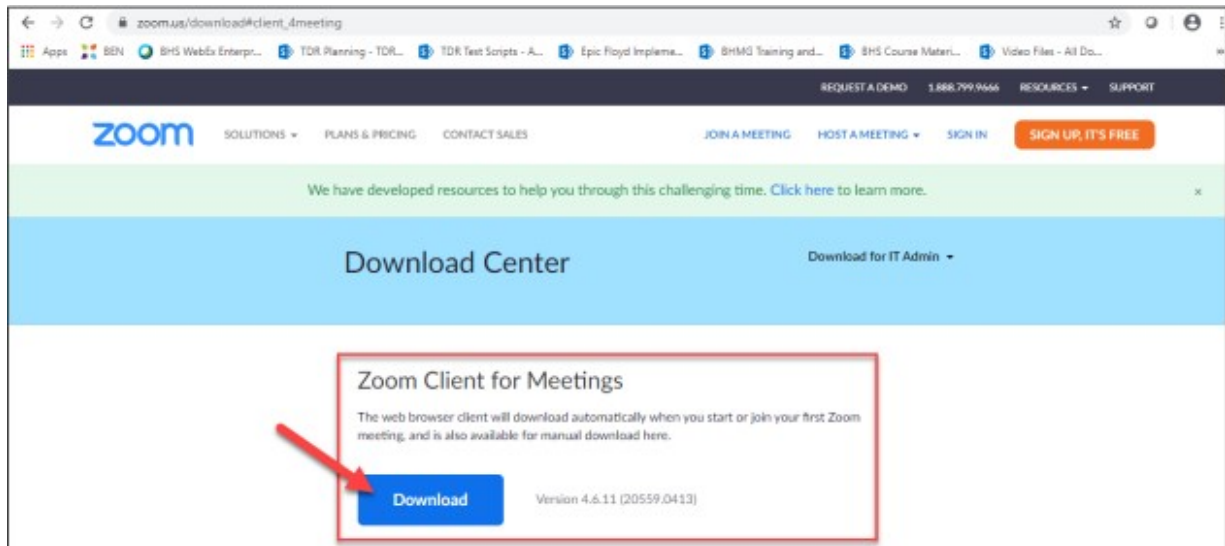 zoom.us/download#client_4meeting
Apps BEN BHS WebEx Enterpr... TDR Planning - TDR... TDR Test Scripts - A... Epic Floyd Impleme... BHMG Training and... BHS Course Materi... Video Files - All Do...
REQUEST A DEMO 1.888.799.9666 RESOURCES SUPPORT
zoom SOLUTIONS PLANS & PRICING CONTACT SALES JOIN A MEETING HOST A MEETING SIGN IN SIGN UP, IT'S FREE
We have developed resources to help you through this challenging time. Click here to learn more.
Download Center Download for IT Admin
Zoom Client for Meetings
The web browser client will download automatically when you start or join your first Zoom
meeting, and is also available for manual download here.
Download Version 4.6.11 (20559.0413)